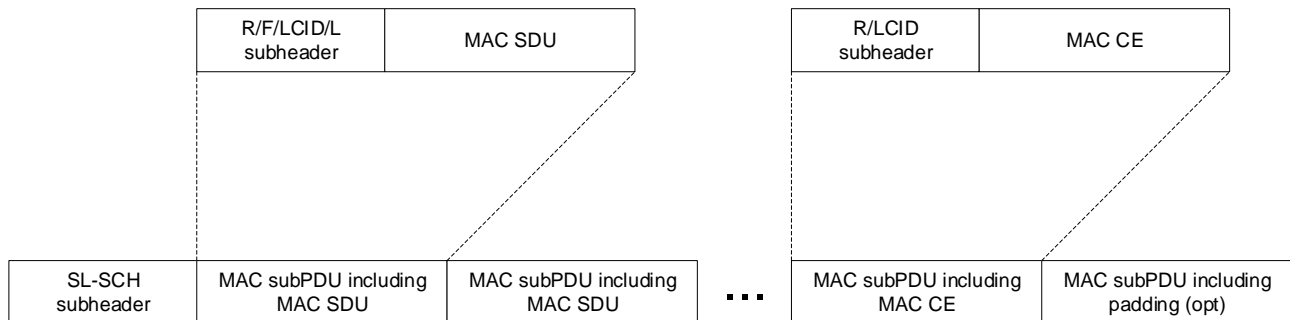 R/F/LCID/L
subheader
MAC SDU
R/LCID
subheader
MAC CE
SL-SCH
subheader
MAC subPDU including
MAC SDU
MAC subPDU including
MAC SDU
...
MAC subPDU including
MAC CE
MAC subPDU including
padding (opt)